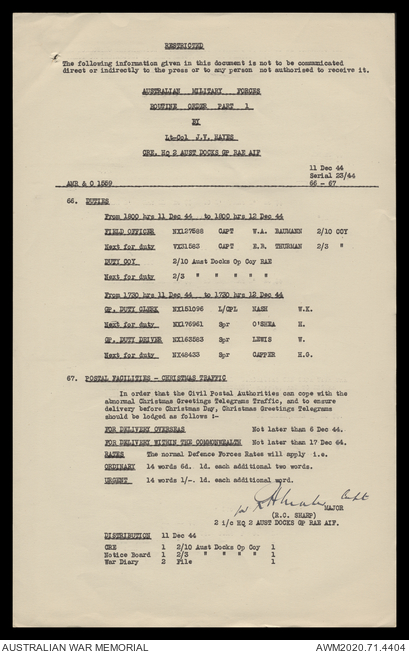 RESTRICTED
The following information given in this document is not to be communicated
direct or indirectly to the press or to any person not authorised to receive it.
AUSTRALIAN MILITARY FORCES
ROUTINE ORDER PART 1
BY
Lt-Col J.V. HAYES
CRE, HQ 2 AUST DOCKS GP RAE AIF
11 Dec 44
Serial 23/44
AMR & O 1559 66 - 67
66. DUTIES
From 1800 hrs 11 Dec 44 to 1800 hrs 12 Dec 44
FIELD OFFICER NX127588 CAPT W.A. BAUMANN 2/10 COY
Next for duty VX31583 CAPT E.R. THURMAN 2/3 "
DUTY COY 2/10 Aust Docks Op Coy RAE
Next for duty 2/3 " " " " "
From 1730 hrs 11 Dec 44 to 1730 hrs 12 Dec 44
GP. DUTY CLERK NX151096 L/CPL NASH W.K.
Next for duty NX176961 Spr O'SHEA H.
GP. DUTY DRIVER NX163583 Spr LEWIS W.
Next for duty NX48433 Spr CAPPER H.G.
67. POSTAL FACILITIES - CHRISTMAS TRAFFIC
In order that the Civil Postal Authorities can cope with the
abnormal Christmas Greetings Telegrams Traffic, and to ensure
delivery before Christmas Day, Christmas Greetings Telegrams
should be lodged as follows :-
FOR DELIVERY OVERSEAS Not later than 6 Dec 44.
FOR DELIVERY WITHIN THE COMMONWEALTH Not later than 17 Dec 44.
RATES The normal Defence Forces Rates will apply i.e.
ORDINARY 14 words 6d. 1d. each additional two words.
URGENT 14 words 1/-. 1d. each additional word.
Capt
MAJOR
(R.C. SHARP)
2 i/c HQ 2 AUST DOCKS GP RAE AIF.
DISTRIBUTION 11 Dec 44
CRE 1 2/10 Aust Docks Op Coy 1
Notice Board 1 2/3 " " " " 1
War Diary 2 File 1
AUSTRALIAN WAR MEMORIAL AWM2020.71.4404